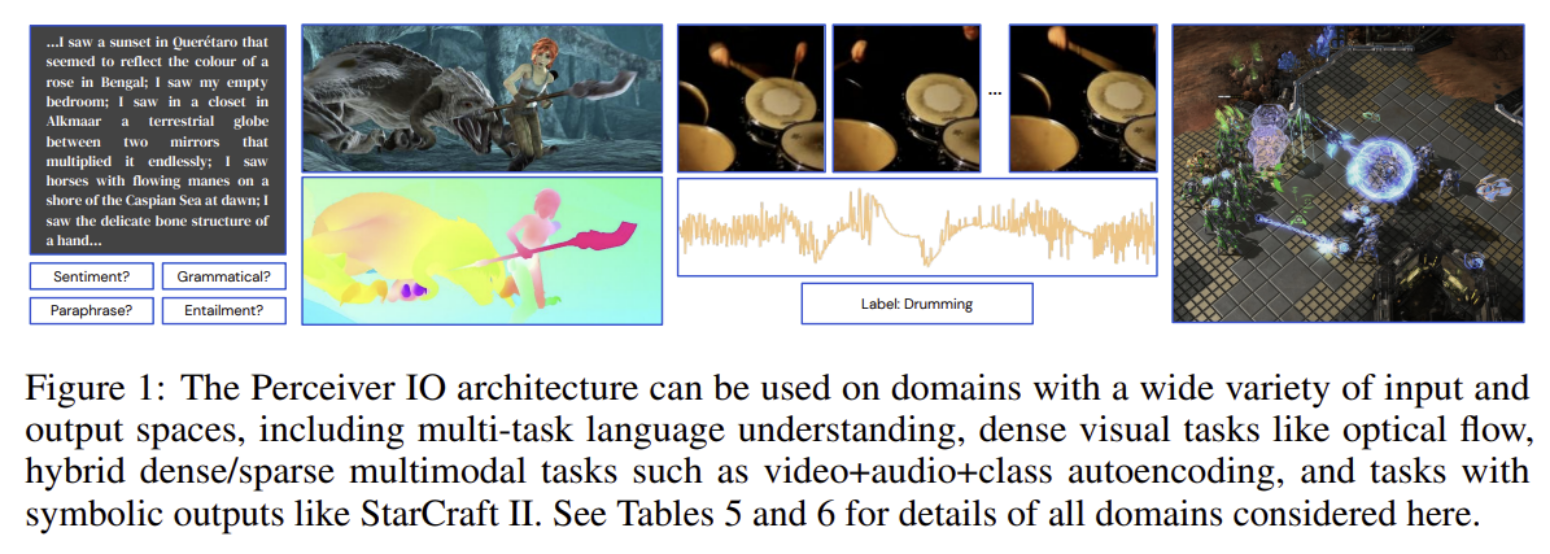 ...I saw a sunset in Querétaro that
seemed to reflect the colour of a
rose in Bengal; I saw my empty
bedroom; I saw in a closet in
Alkmaar a terrestrial globe
between two mirrors that
multiplied it endlessly; I saw
horses with flowing manes on a
shore of the Caspian Sea at dawn; I
saw the delicate bone structure of
a hand...
Sentiment?
Grammatical?
Paraphrase?
Entailment?
...
Label: Drumming
Figure 1: The Perceiver IO architecture can be used on domains with a wide variety of input and
output spaces, including multi-task language understanding, dense visual tasks like optical flow,
hybrid dense/sparse multimodal tasks such as video+audio+class autoencoding, and tasks with
symbolic outputs like StarCraft II. See Tables 5 and 6 for details of all domains considered here.